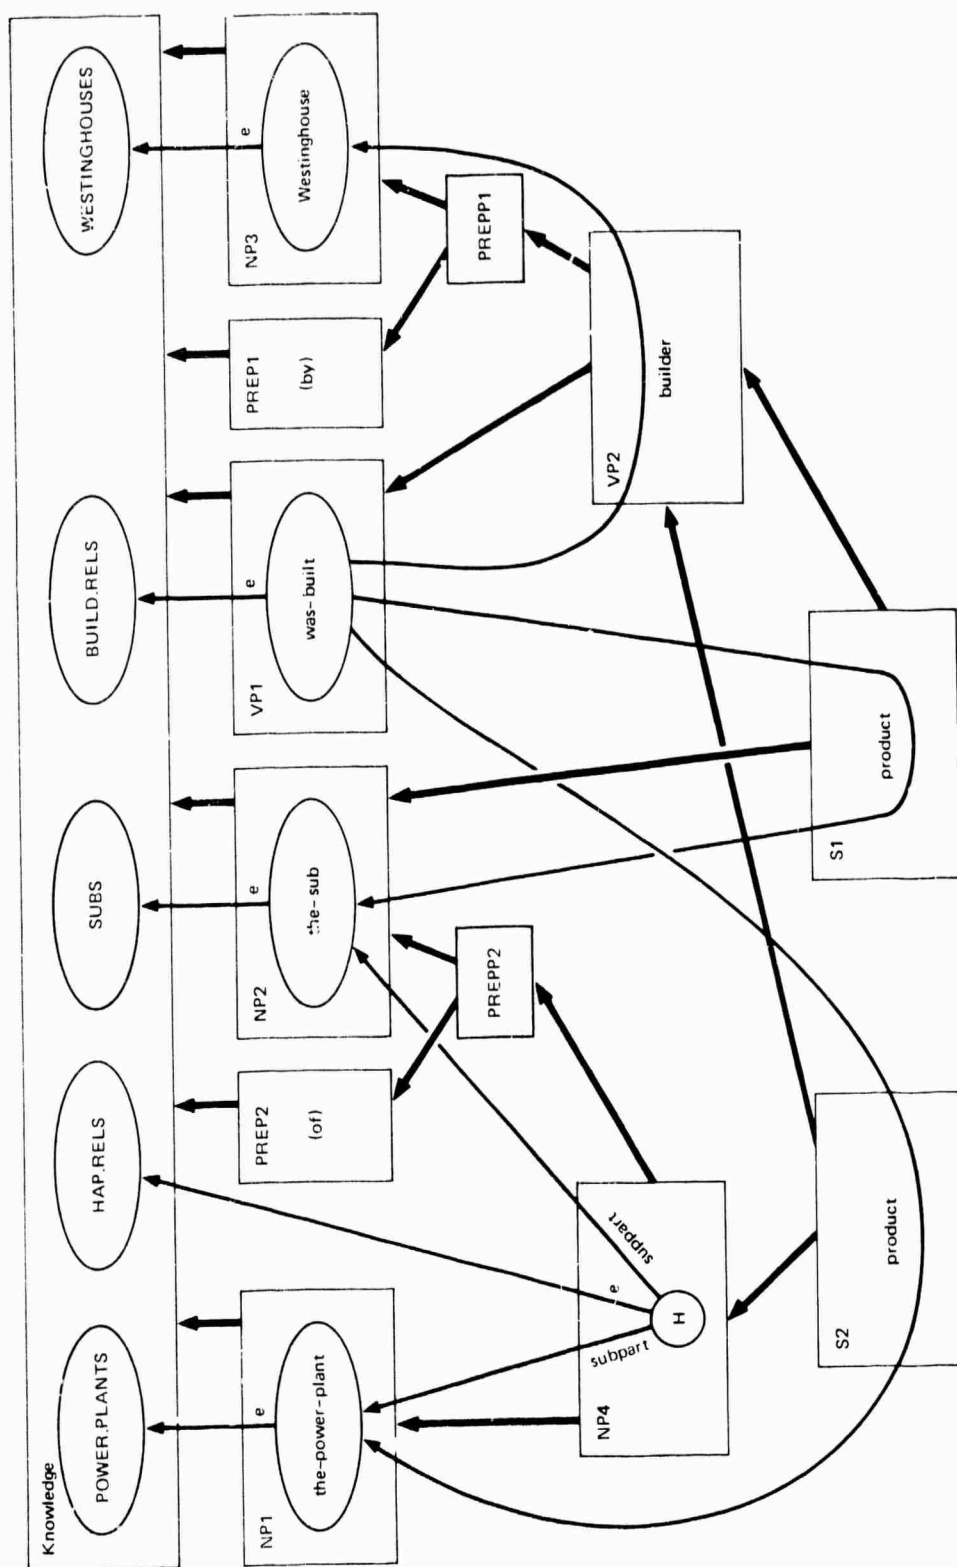 Knowledge
POWER.PLANTS
HAP.RELS
SUBS
BUILD.RELS
WESTINGHOUSES
e
e
e
e
NP1
the-power-plant
PREP2
(of)
NP2
the-sub
VP1
was-built
PREP1
(by)
NP3
Westinghouse
PREPP2
PREPP1
NP4
subpart
e
suppart
H
VP2
builder
S2
product
S1
product